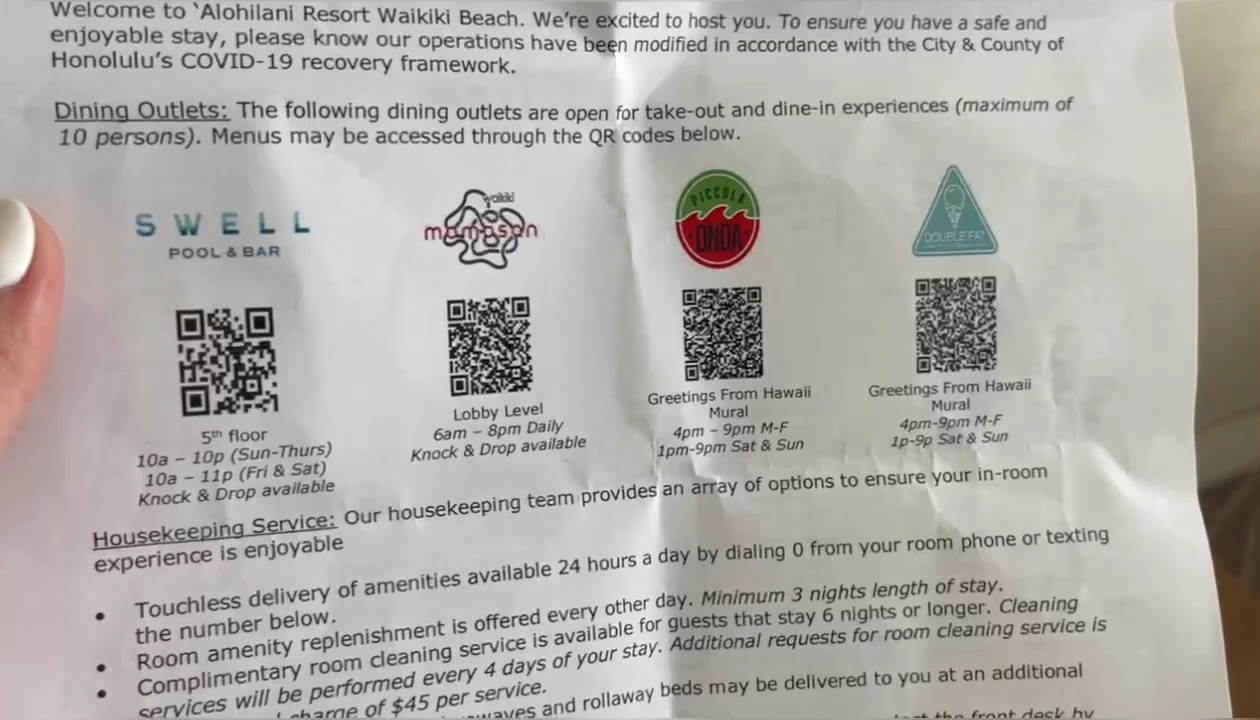 Welcome to ‘Alohilani Resort Waikiki Beach. We’re excited to host you. To ensure you have a safe and
enjoyable stay, please know our operations have been modified in accordance with the City & County of
Honolulu’s COVID-19 recovery framework.
Dining Outlets: The following dining outlets are open for take-out and dine-in experiences (maximum of
10 persons). Menus may be accessed through the QR codes below.
SWELL
POOL & BAR
5th floor
10a – 10p (Sun-Thurs)
10a – 11p (Fri & Sat)
Knock & Drop available
waikiki
momosan
Lobby Level
6am – 8pm Daily
Knock & Drop available
PICCOLA
ONDA
Greetings From Hawaii
Mural
4pm – 9pm M-F
1pm-9pm Sat & Sun
DOUBLE FAT
Greetings From Hawaii
Mural
4pm-9pm M-F
1p-9p Sat & Sun
Housekeeping Service: Our housekeeping team provides an array of options to ensure your in-room
experience is enjoyable
• Touchless delivery of amenities available 24 hours a day by dialing 0 from your room phone or texting
the number below.
• Room amenity replenishment is offered every other day. Minimum 3 nights length of stay.
• Complimentary room cleaning service is available for guests that stay 6 nights or longer. Cleaning
services will be performed every 4 days of your stay. Additional requests for room cleaning service is
charge of $45 per service.
and rollaway beds may be delivered to you at an additional
the front desk by